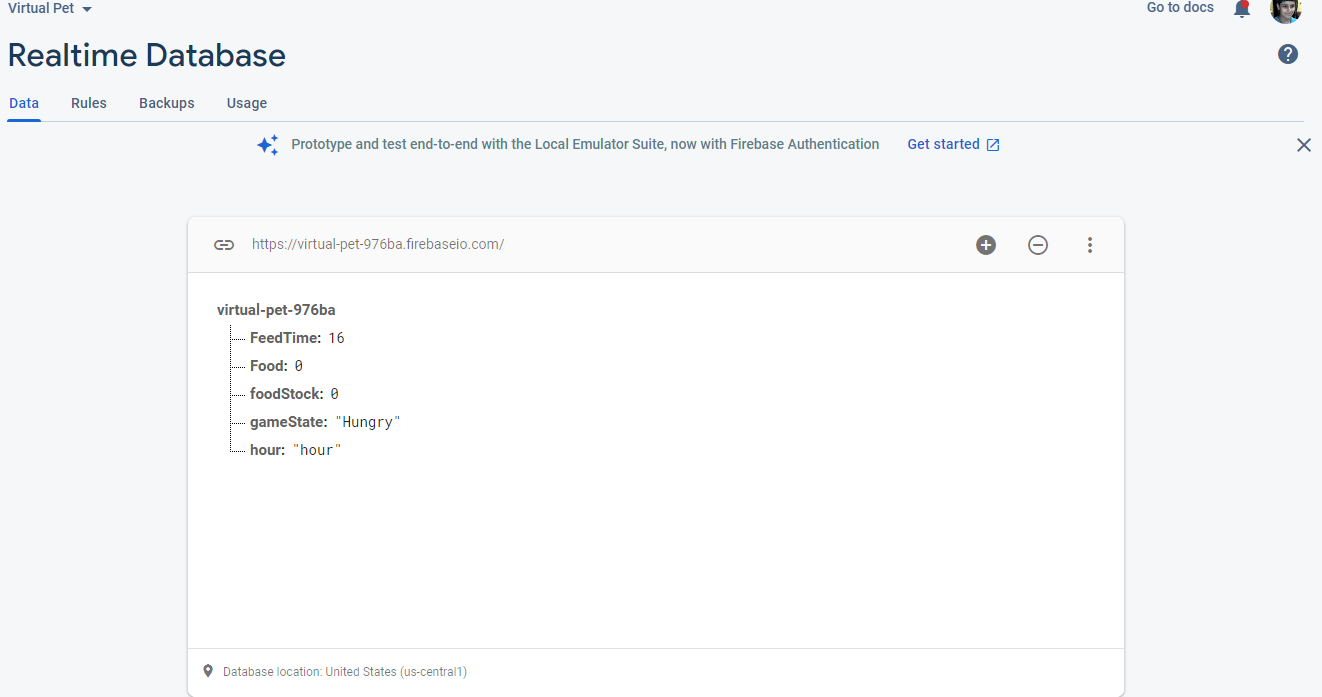 Virtual Pet
Go to docs
Realtime Database
?
Data Rules Backups Usage
Prototype and test end-to-end with the Local Emulator Suite, now with Firebase Authentication Get started
https://virtual-pet-976ba.firebaseio.com/
virtual-pet-976ba
FeedTime: 16
Food: 0
foodStock: 0
gameState: "Hungry"
hour: "hour"
Database location: United States (us-central1)